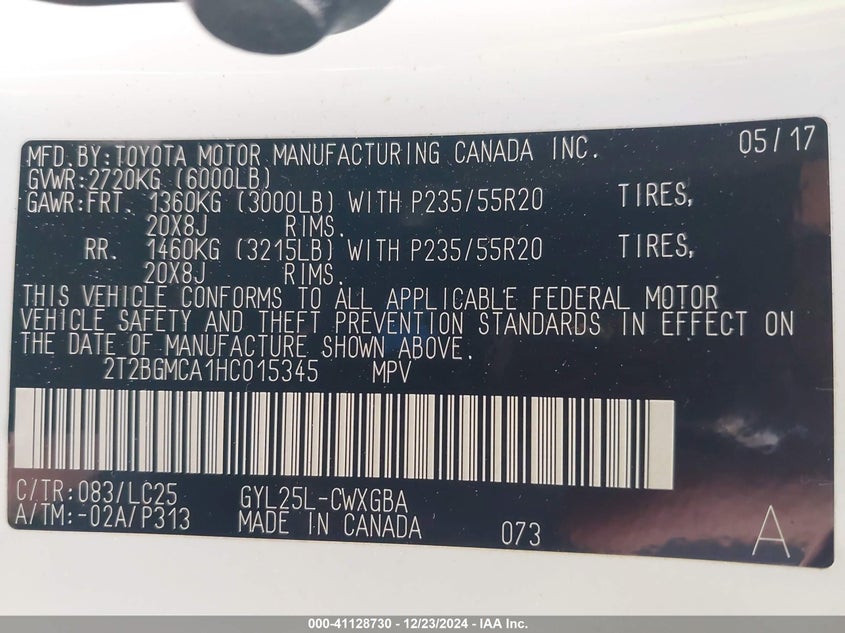 MFD.BY:TOYOTA MOTOR MANUFACTURING CANADA INC. 05/17
GVWR:2720KG (6000LB)
GAWR:FRT. 1360KG (3000LB) WITH P235/55R20 TIRES,
20X8J RIMS.
RR. 1460KG (3215LB) WITH P235/55R20 TIRES,
20X8J RIMS.
THIS VEHICLE CONFORMS TO ALL APPLICABLE FEDERAL MOTOR
VEHICLE SAFETY AND THEFT PREVENTION STANDARDS IN EFFECT ON
THE DATE OF MANUFACTURE SHOWN ABOVE.
2T2BGMCA1HC015345 MPV
C/TR:083/LC25 GYL25L-CWXGBA
A/TM:-02A/P313 MADE IN CANADA 073 A
000-41128730 - 12/23/2024 - IAA Inc.